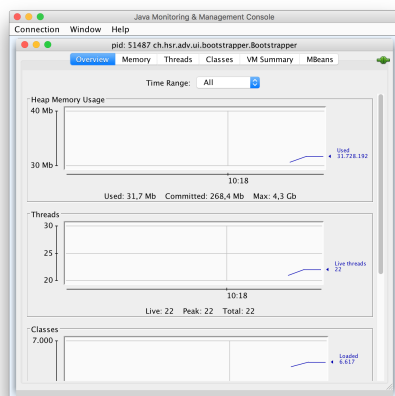 Java Monitoring & Management Console
Connection Window Help
pid: 51487 ch.hsr.adv.ui.bootstrapper.Bootstrapper
Overview Memory Threads Classes VM Summary MBeans
Time Range: All
Heap Memory Usage
40 Mb
30 Mb
Used
31.728.192
10:18
Used: 31,7 Mb Committed: 268,4 Mb Max: 4,3 Gb
Threads
30
25
20
Live threads
22
10:18
Live: 22 Peak: 22 Total: 22
Classes
7.000
Loaded
6.617